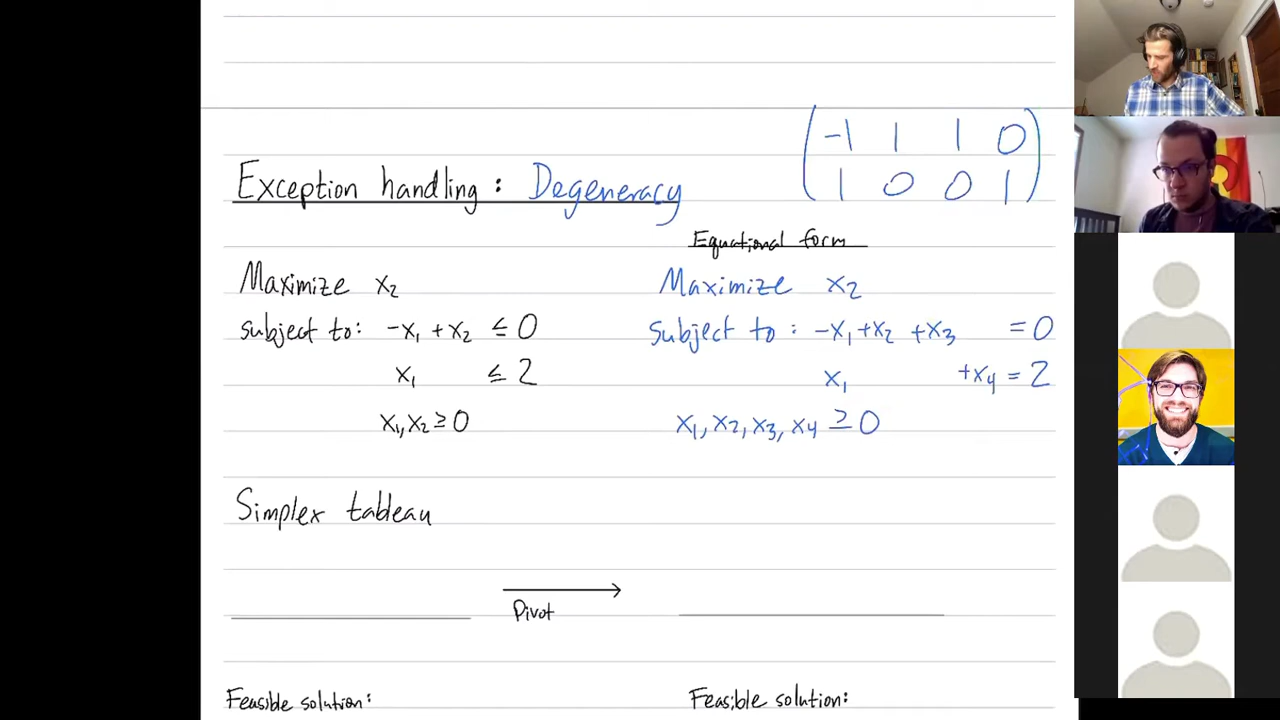 -1 1 1 0
1 0 0 1
Exception handling: Degeneracy
Equational form
Maximize x₂
subject to: -x₁ + x₂ ≤ 0
x₁ ≤ 2
x₁, x₂ ≥ 0
Maximize x₂
subject to: -x₁ + x₂ + x₃ = 0
x₁ + x₄ = 2
x₁, x₂, x₃, x₄ ≥ 0
Simplex tableau
Pivot
Feasible solution:
Feasible solution: